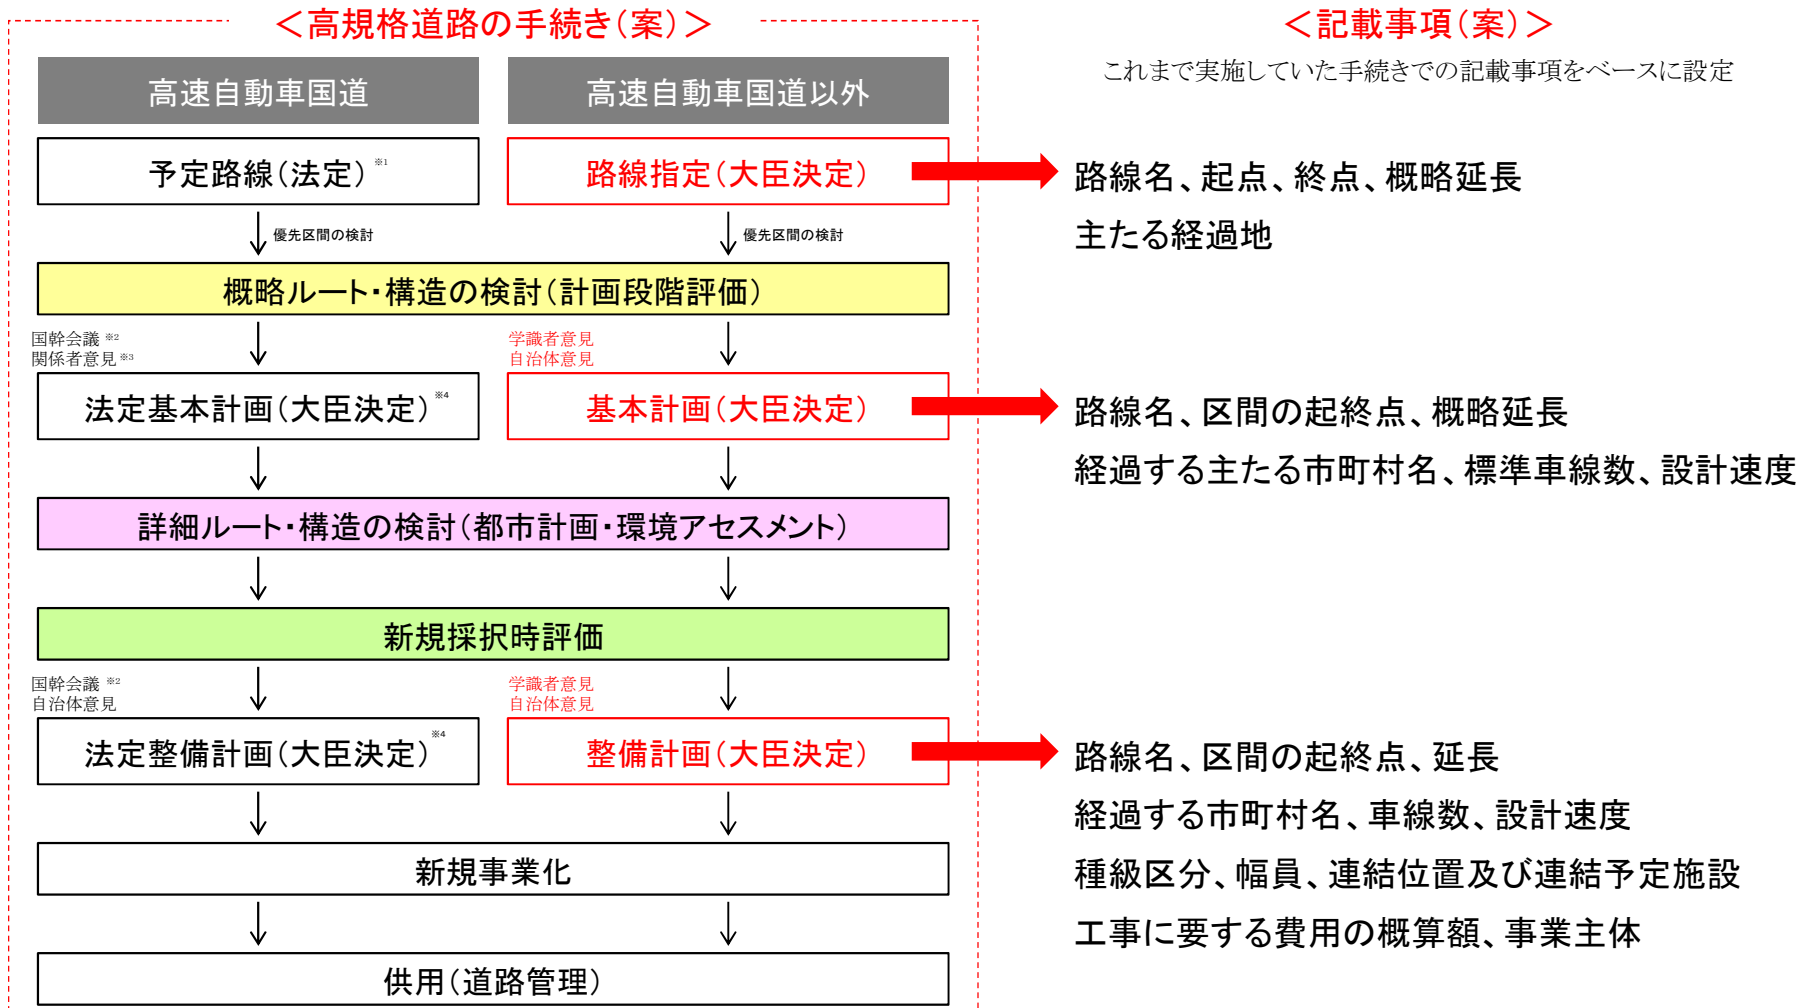 ＜高規格道路の手続き（案）＞
＜記載事項（案）＞
これまで実施していた手続きでの記載事項をベースに設定
高速自動車国道
高速自動車国道以外
予定路線（法定）※1
路線指定（大臣決定）
路線名、起点、終点、概略延長
主たる経過地
優先区間の検討
優先区間の検討
概略ルート・構造の検討（計画段階評価）
国幹会議 ※2
関係者意見 ※3
学識者意見
自治体意見
法定基本計画（大臣決定）※4
基本計画（大臣決定）
路線名、区間の起終点、概略延長
経過する主たる市町村名、標準車線数、設計速度
詳細ルート・構造の検討（都市計画・環境アセスメント）
新規採択時評価
国幹会議 ※2
自治体意見
学識者意見
自治体意見
法定整備計画（大臣決定）※4
整備計画（大臣決定）
路線名、区間の起終点、延長
経過する市町村名、車線数、設計速度
種級区分、幅員、連結位置及び連結予定施設
工事に要する費用の概算額、事業主体
新規事業化
供用（道路管理）